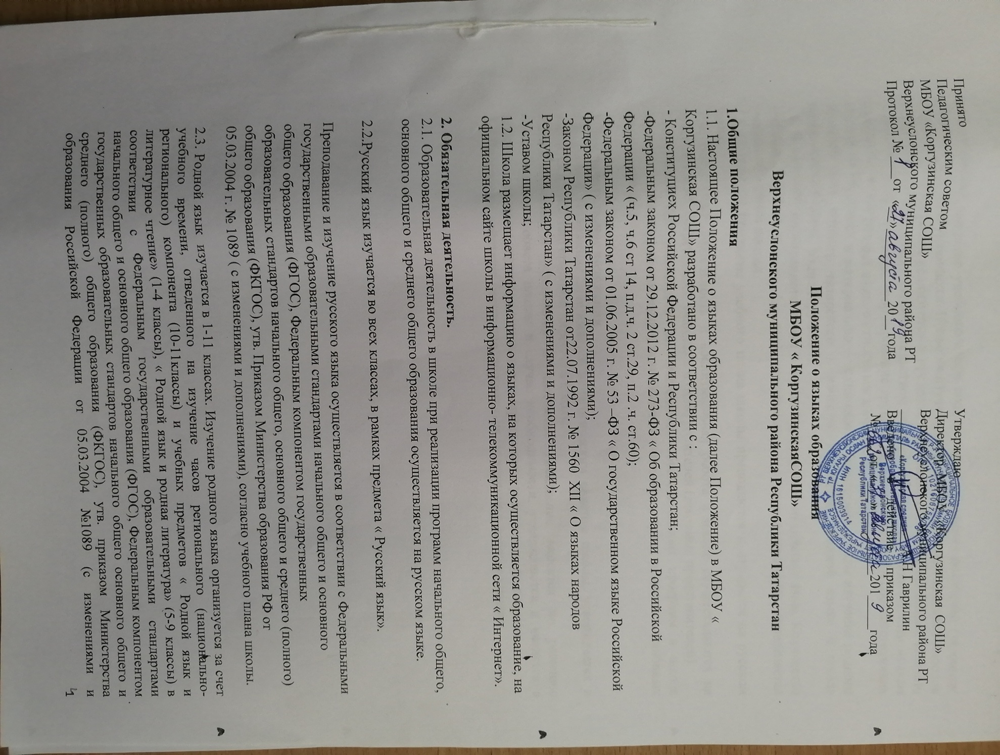 Принято
Педагогическим советом
МБОУ «Коргузинская СОШ»
Верхнеуслонского муниципального района РТ
Протокол № 1 от «27» августа 2019 года
Утверждаю
Директор МБОУ «Коргузинская СОШ»
Верхнеуслонского муниципального района РТ
А.Н Гаврилин
Введено в действие приказом
№ от августа 2019 года
Положение о языках образования
МБОУ « КоргузинскаяСОШ»
Верхнеуслонского муниципального района Республики Татарстан
1.Общие положения
1.1. Настоящее Положение о языках образования (далее Положение) в МБОУ «
Коргузинская СОШ» разработано в соответствии с :
- Конституциех Российской Федерации и Республики Татарстан;
-Федеральным законом от 29.12.2012 г. № 273-ФЗ « Об образовании в Российской
Федерации « (ч.5, ч.6 ст 14, п.д.ч. 2 ст.29, п.2 .ч. ст.60);
-Федеральным законом от 01.06.2005 г. № 53 –ФЗ « О государственном языке Российской
Федерации» ( с изменениями и дополнениями);
-Законом Республики Татарстан от22.07.1992 г. № 1560 XII « О языках народов
Республики Татарстан» ( с изменениями и дополнениями);
-Уставом школы;
1.2. Школа размещает информацию о языках, на которых осуществляется образование, на
официальном сайте школы в информационно- телекоммуникационной сети « Интернет».
2. Обязательная деятельность.
2.1. Образовательная деятельность в школе при реализации программ начального общего,
основного общего и среднего общего образования осуществляется на русском языке.
2.2.Русский язык изучается во всех классах, в рамках предмета « Русский язык».
Преподавание и изучение русского языка осуществляется в соответствии с Федеральными
государственными образовательными стандартами начального общего и основного
общего образования (ФГОС), Федеральным компонентом государственных
образовательных стандартов начального общего, основного общего и среднего (полного)
общего образования (ФКГОС), утв. Приказом Министерства образования РФ от
05.03.2004 г. № 1089 ( с изменениями и дополнениями), согласно учебного плана школы.
2.3. Родной язык изучается в 1-11 классах. Изучение родного языка организуется за счет
учебного времени, отведенного на изучение часов регионального (национально-
регионального) компонента (10-11классы) и учебных предметов « Родной язык и
литературное чтение» (1-4 классы), « Родной язык и родная литература» (5-9 классы) в
соответствии с Федеральным государственными образовательными стандартами
начального общего и основного общего образования (ФГОС), Федеральным компонентом
государственных образовательных стандартов начального общего основного общего и
среднего (полного) общего образования (ФКГОС), утв. приказом Министерства
образования Российской Федерации от 05.03.2004 №1089 (с изменениями и